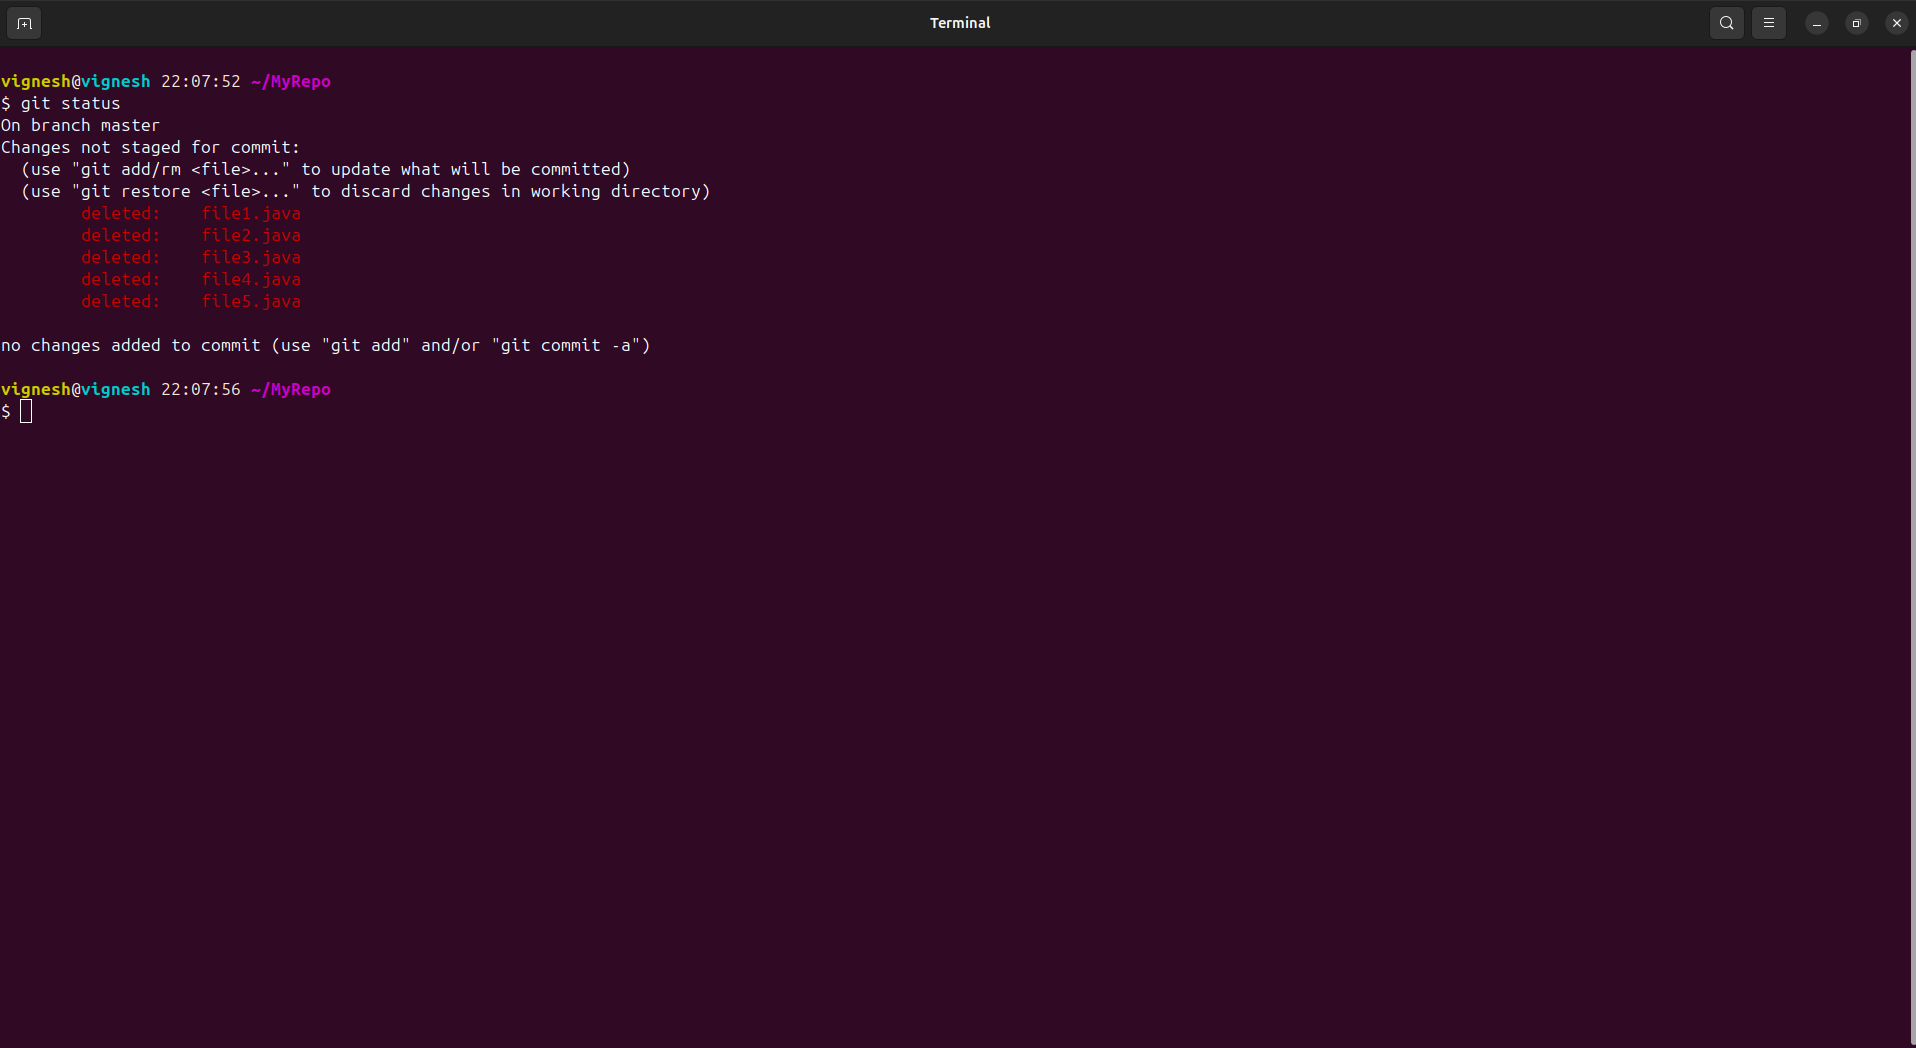 Terminal
vignesh@vignesh 22:07:52 ~/MyRepo
$ git status
On branch master
Changes not staged for commit:
  (use "git add/rm <file>..." to update what will be committed)
  (use "git restore <file>..." to discard changes in working directory)
        deleted:    file1.java
        deleted:    file2.java
        deleted:    file3.java
        deleted:    file4.java
        deleted:    file5.java
no changes added to commit (use "git add" and/or "git commit -a")
vignesh@vignesh 22:07:56 ~/MyRepo
$